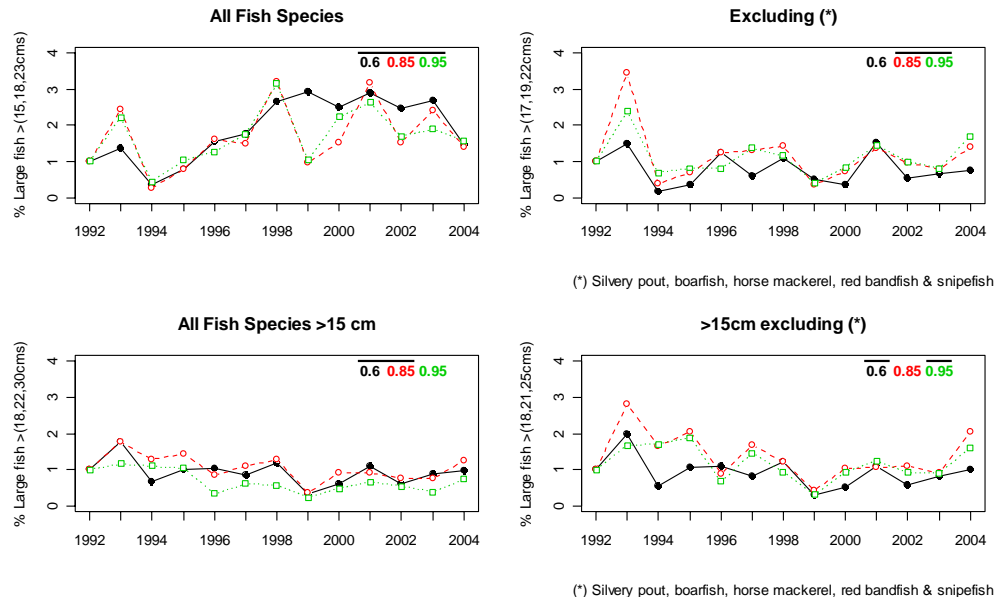 All Fish Species
% Large fish >(15,18,23cms)
4
3
2
1
0
0.6 0.85 0.95
1992 1994 1996 1998 2000 2002 2004
Excluding (*)
% Large fish >(17,19,22cms)
4
3
2
1
0
0.6 0.85 0.95
1992 1994 1996 1998 2000 2002 2004
(*) Silvery pout, boarfish, horse mackerel, red bandfish & snipefish
All Fish Species >15 cm
% Large fish >(18,22,30cms)
4
3
2
1
0
0.6 0.85 0.95
1992 1994 1996 1998 2000 2002 2004
>15cm excluding (*)
% Large fish >(18,21,25cms)
4
3
2
1
0
0.6 0.85 0.95
1992 1994 1996 1998 2000 2002 2004
(*) Silvery pout, boarfish, horse mackerel, red bandfish & snipefish